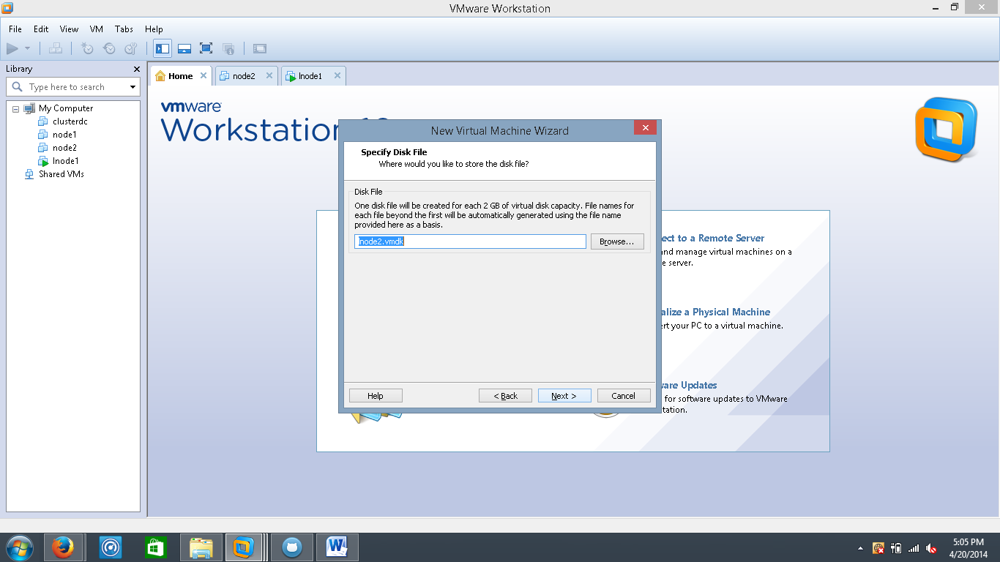 VMware Workstation
File Edit View VM Tabs Help
Library
Type here to search
My Computer
clusterdc
node1
node2
lnode1
Shared VMs
Home
node2
lnode1
vmware
Workstation
New Virtual Machine Wizard
Specify Disk File
Where would you like to store the disk file?
Disk File
One disk file will be created for each 2 GB of virtual disk capacity. File names for
each file beyond the first will be automatically generated using the file name
provided here as a basis.
lnode2.vmdk
Browse...
Help
< Back
Next >
Cancel
ect to a Remote Server
and manage virtual machines on a
e server.
alize a Physical Machine
ert your PC to a virtual machine.
ware Updates
for software updates to VMware
tation.
5:05 PM
4/20/2014